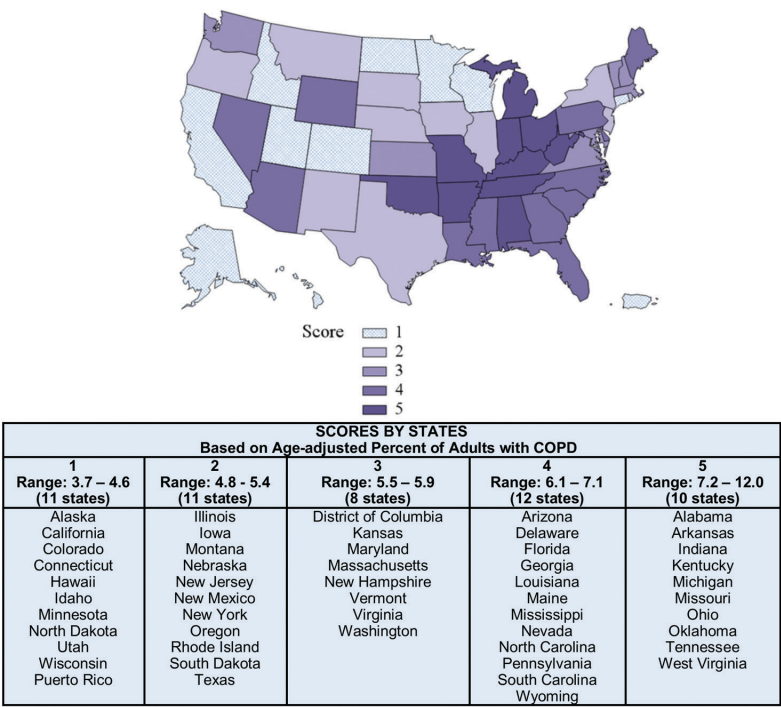 Score
1
2
3
4
5
SCORES BY STATES
Based on Age-adjusted Percent of Adults with COPD
1
Range: 3.7 – 4.6
(11 states)
Alaska
California
Colorado
Connecticut
Hawaii
Idaho
Minnesota
North Dakota
Utah
Wisconsin
Puerto Rico
2
Range: 4.8 - 5.4
(11 states)
Illinois
Iowa
Montana
Nebraska
New Jersey
New Mexico
New York
Oregon
Rhode Island
South Dakota
Texas
3
Range: 5.5 – 5.9
(8 states)
District of Columbia
Kansas
Maryland
Massachusetts
New Hampshire
Vermont
Virginia
Washington
4
Range: 6.1 – 7.1
(12 states)
Arizona
Delaware
Florida
Georgia
Louisiana
Maine
Mississippi
Nevada
North Carolina
Pennsylvania
South Carolina
Wyoming
5
Range: 7.2 – 12.0
(10 states)
Alabama
Arkansas
Indiana
Kentucky
Michigan
Missouri
Ohio
Oklahoma
Tennessee
West Virginia